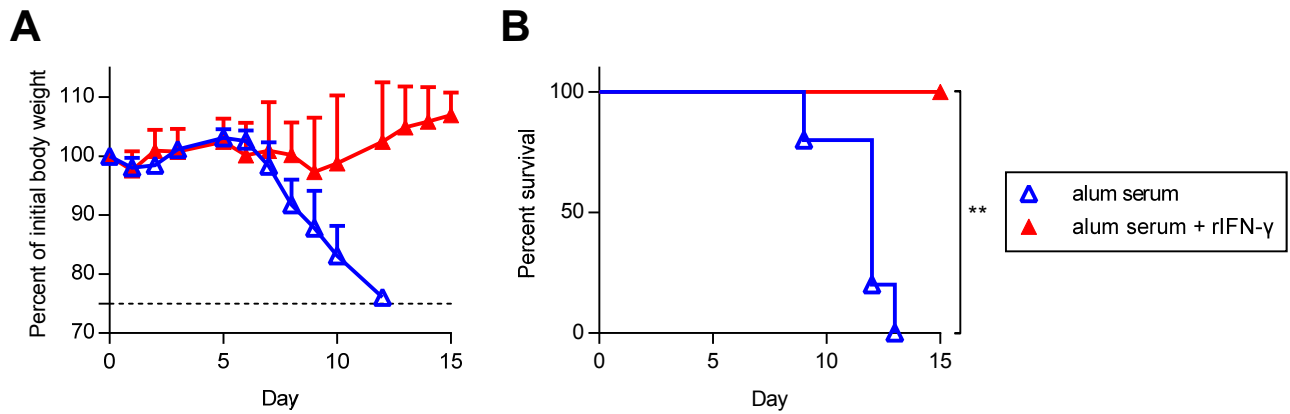 A
Percent of initial body weight
110
100
90
80
70
0
5
10
15
Day
B
Percent survival
100
50
0
0
5
10
15
Day
**
alum serum
alum serum + rIFN-γ